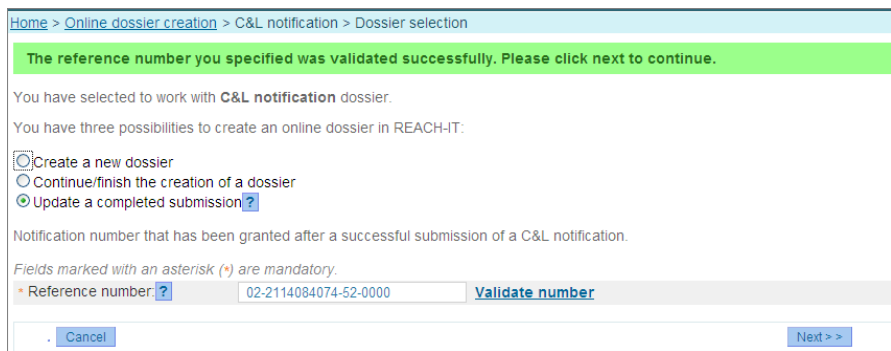 Home > Online dossier creation > C&L notification > Dossier selection
The reference number you specified was validated successfully. Please click next to continue.
You have selected to work with C&L notification dossier.
You have three possibilities to create an online dossier in REACH-IT:
Create a new dossier
Continue/finish the creation of a dossier
Update a completed submission ?
Notification number that has been granted after a successful submission of a C&L notification.
Fields marked with an asterisk (*) are mandatory.
* Reference number: ? 02-2114084074-52-0000 Validate number
. Cancel Next > >